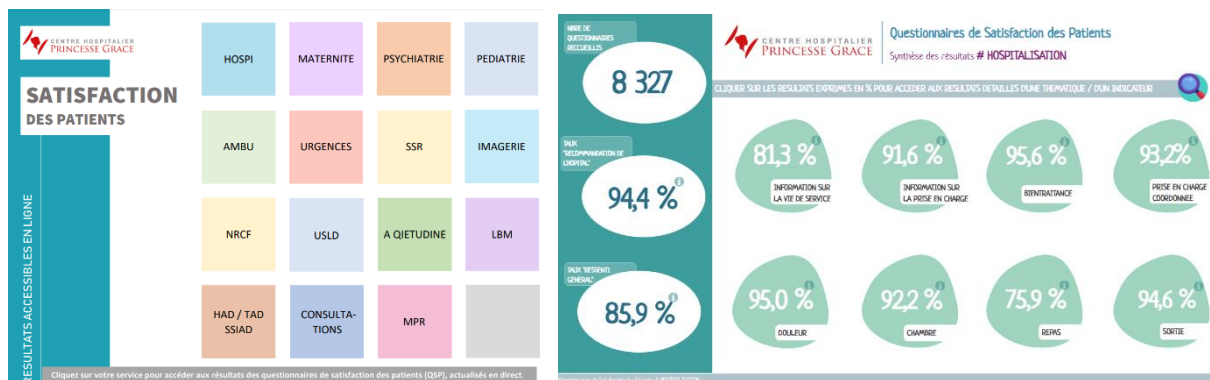 CENTRE HOSPITALIER
PRINCESSE GRACE
SATISFACTION
DES PATIENTS
RESULTATS ACCESSIBLES EN LIGNE
HOSPI
MATERNITE
PSYCHIATRIE
PEDIATRIE
AMBU
URGENCES
SSR
IMAGERIE
NRCF
USLD
A QIETUDINE
LBM
HAD / TAD
SSIAD
CONSULTA-
TIONS
MPR
Cliquez sur votre service pour accéder aux résultats des questionnaires de satisfaction des patients (QSP), actualisés en direct.
NBRE DE
QUESTIONNAIRES
RECCUEILLIS
8 327
TAUX
"RECOMMANDATION DE
L'HOPITAL"
94,4 %
TAUX "RESSENTI
GENERAL"
85,9 %
CENTRE HOSPITALIER
PRINCESSE GRACE
Questionnaires de Satisfaction des Patients
Synthèse des résultats # HOSPITALISATION
CLIQUER SUR LES RESULTATS EXPRIMES EN % POUR ACCEDER AUX RESULTATS DETAILLES D'UNE THEMATIQUE / D'UN INDICATEUR
81,3 %
INFORMATION SUR
LA VIE DE SERVICE
91,6 %
INFORMATION SUR
LA PRISE EN CHARGE
95,6 %
BIENTRAITANCE
93,2%
PRISE EN CHARGE
COORDONNEE
95,0 %
DOULEUR
92,2 %
CHAMBRE
75,9 %
REPAS
94,6 %
SORTIE